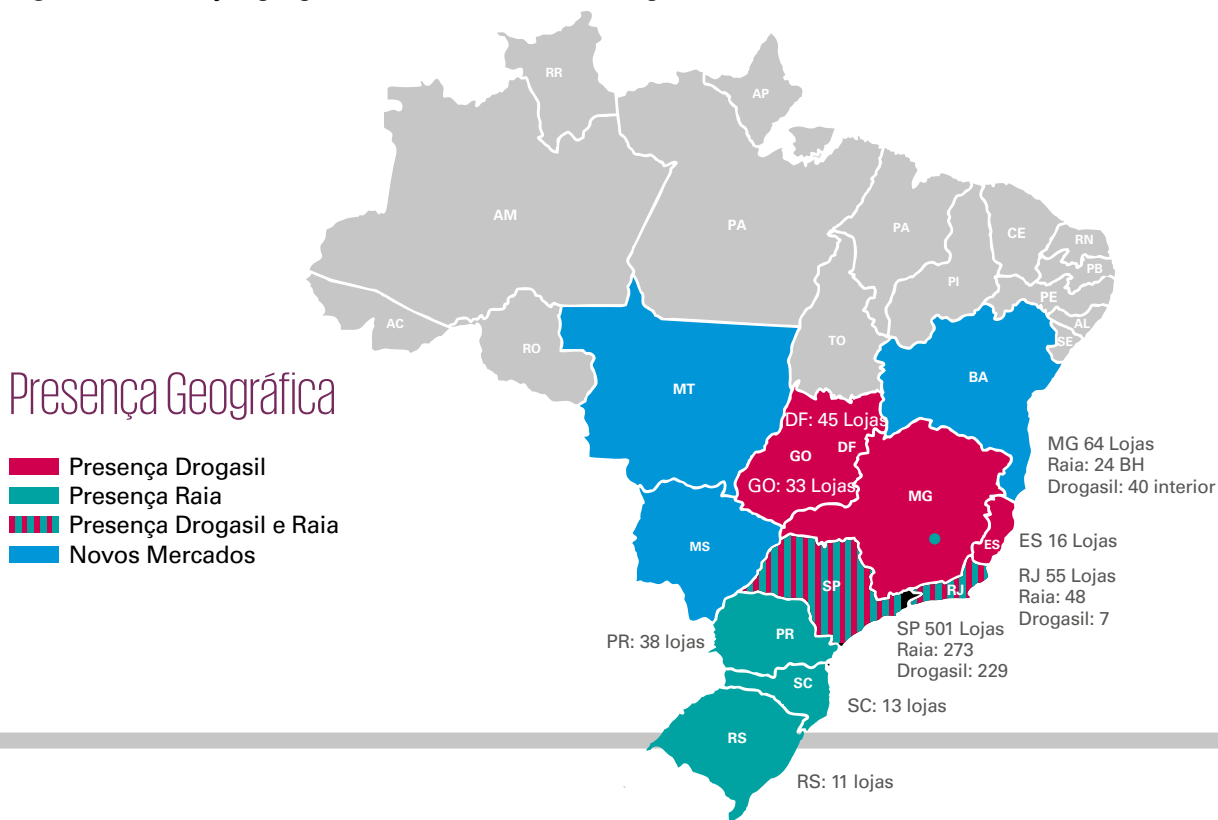 RR
AP
AM
PA
PA
CE
RN
PB
PI
PE
AL
SE
AC
RO
TO
MT
BA
Presença Geográfica
Presença Drogasil
Presença Raia
Presença Drogasil e Raia
Novos Mercados
DF: 45 Lojas
GO
DF
GO: 33 Lojas
MG
MG 64 Lojas
Raia: 24 BH
Drogasil: 40 interior
MS
ES
ES 16 Lojas
SP
RJ
RJ 55 Lojas
Raia: 48
Drogasil: 7
SP 501 Lojas
Raia: 273
Drogasil: 229
PR: 38 lojas
PR
SC
SC: 13 lojas
RS
RS: 11 lojas